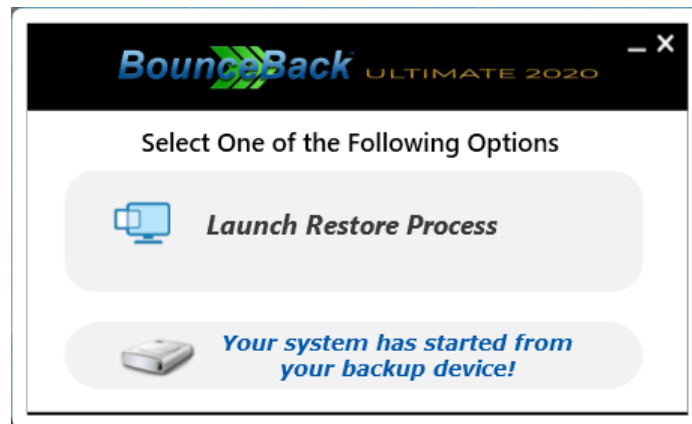 BounceBack ULTIMATE 2020
Select One of the Following Options
Launch Restore Process
Your system has started from
your backup device!